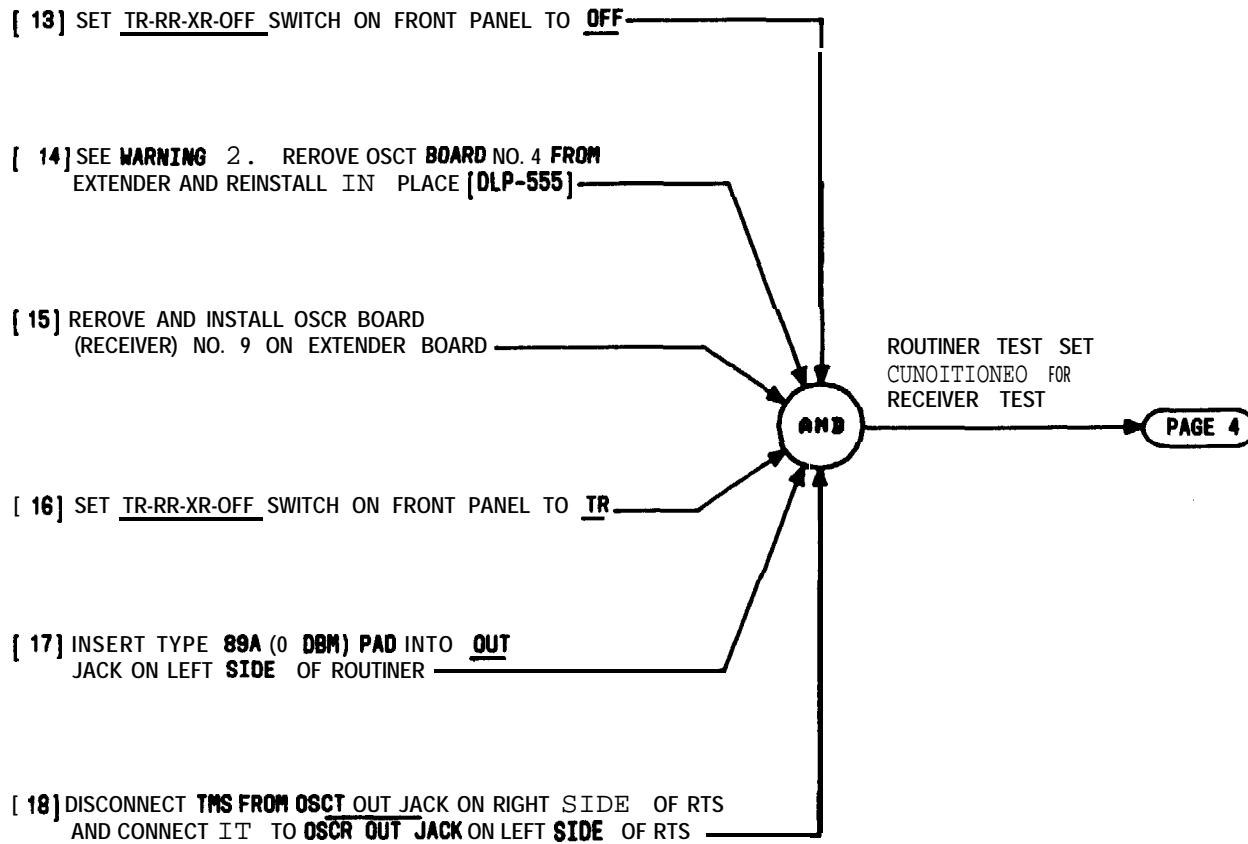 [ 13] SET TR-RR-XR-OFF SWITCH ON FRONT PANEL TO OFF
[ 14] SEE WARNING 2. REROVE OSCT BOARD NO. 4 FROM
EXTENDER AND REINSTALL IN PLACE [DLP-555]
[ 15] REROVE AND INSTALL OSCR BOARD
(RECEIVER) NO. 9 ON EXTENDER BOARD
ROUTINER TEST SET
CUNOITIONEO FOR
RECEIVER TEST
AND
PAGE 4
[ 16] SET TR-RR-XR-OFF SWITCH ON FRONT PANEL TO TR
[ 17] INSERT TYPE 89A (0 DBM) PAD INTO OUT
JACK ON LEFT SIDE OF ROUTINER
[ 18] DISCONNECT TMS FROM OSCT OUT JACK ON RIGHT SIDE OF RTS
AND CONNECT IT TO OSCR OUT JACK ON LEFT SIDE OF RTS